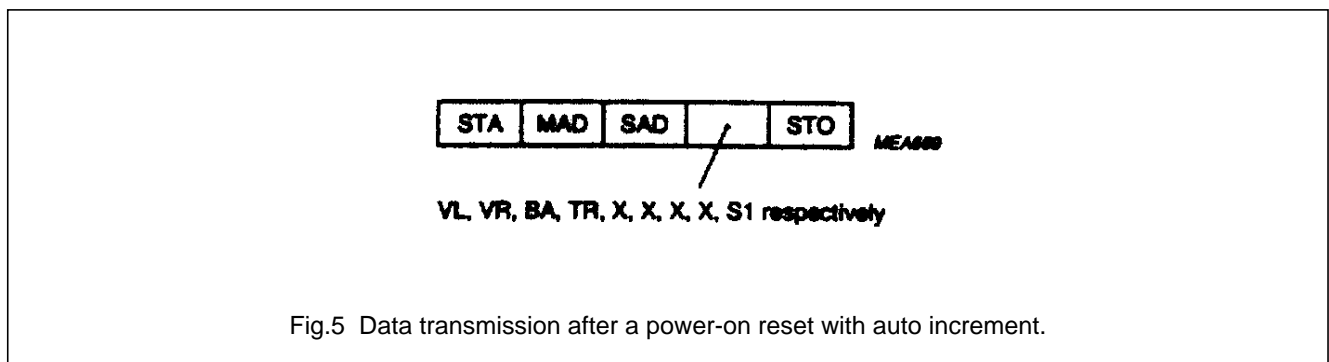 STA MAD SAD STO
VL, VR, BA, TR, X, X, X, X, S1 respectively
Fig.5 Data transmission after a power-on reset with auto increment.